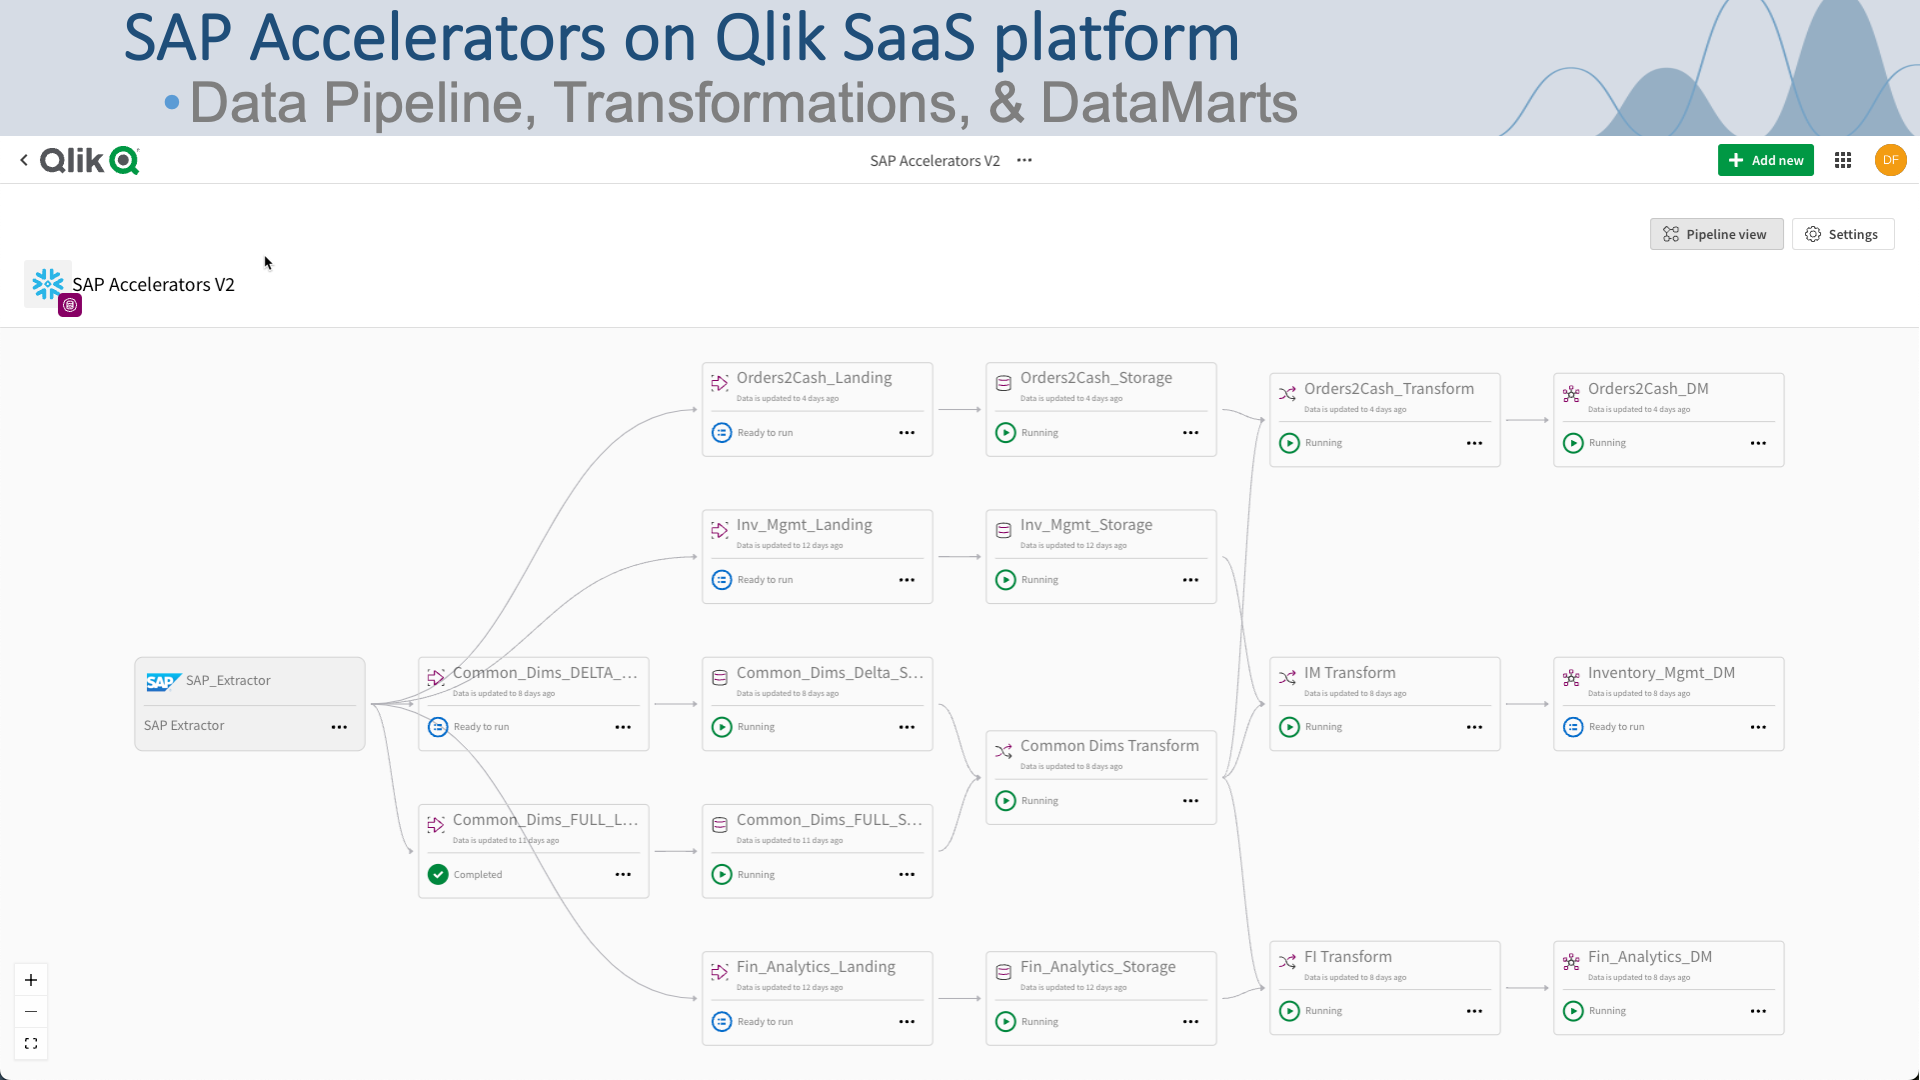 SAP Accelerators on Qlik SaaS platform
• Data Pipeline, Transformations, & DataMarts
Qlik
SAP Accelerators V2
Add new
DF
Pipeline view
Settings
SAP Accelerators V2
Orders2Cash_Landing
Data is updated to 4 days ago
Ready to run
Orders2Cash_Storage
Data is updated to 4 days ago
Running
Orders2Cash_Transform
Data is updated to 4 days ago
Running
Orders2Cash_DM
Data is updated to 4 days ago
Running
Inv_Mgmt_Landing
Data is updated to 12 days ago
Ready to run
Inv_Mgmt_Storage
Data is updated to 12 days ago
Running
SAP
SAP_Extractor
SAP Extractor
Common_Dims_DELTA_...
Data is updated to 8 days ago
Ready to run
Common_Dims_Delta_S...
Data is updated to 8 days ago
Running
Common Dims Transform
Data is updated to 8 days ago
Running
IM Transform
Data is updated to 8 days ago
Running
Inventory_Mgmt_DM
Data is updated to 8 days ago
Ready to run
Common_Dims_FULL_L...
Data is updated to 11 days ago
Completed
Common_Dims_FULL_S...
Data is updated to 11 days ago
Running
Fin_Analytics_Landing
Data is updated to 12 days ago
Ready to run
Fin_Analytics_Storage
Data is updated to 12 days ago
Running
FI Transform
Data is updated to 8 days ago
Running
Fin_Analytics_DM
Data is updated to 8 days ago
Running